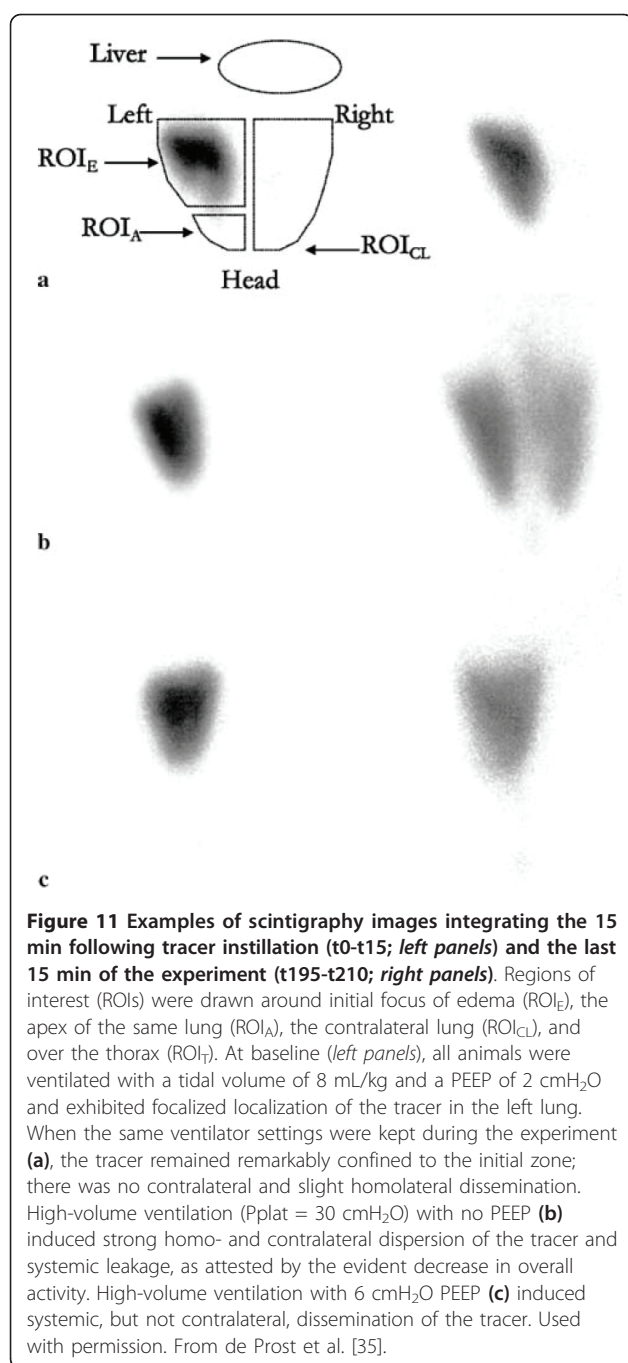 Liver
Left Right
ROI_E
ROI_A ROI_CL
a Head
b
c
Figure 11 Examples of scintigraphy images integrating the 15
min following tracer instillation (t0-t15; left panels) and the last
15 min of the experiment (t195-t210; right panels). Regions of
interest (ROIs) were drawn around initial focus of edema (ROI_E), the
apex of the same lung (ROI_A), the contralateral lung (ROI_CL), and
over the thorax (ROI_T). At baseline (left panels), all animals were
ventilated with a tidal volume of 8 mL/kg and a PEEP of 2 cmH₂O
and exhibited focalized localization of the tracer in the left lung.
When the same ventilator settings were kept during the experiment
(a), the tracer remained remarkably confined to the initial zone;
there was no contralateral and slight homolateral dissemination.
High-volume ventilation (Pplat = 30 cmH₂O) with no PEEP (b)
induced strong homo- and contralateral dispersion of the tracer and
systemic leakage, as attested by the evident decrease in overall
activity. High-volume ventilation with 6 cmH₂O PEEP (c) induced
systemic, but not contralateral, dissemination of the tracer. Used
with permission. From de Prost et al. [35].